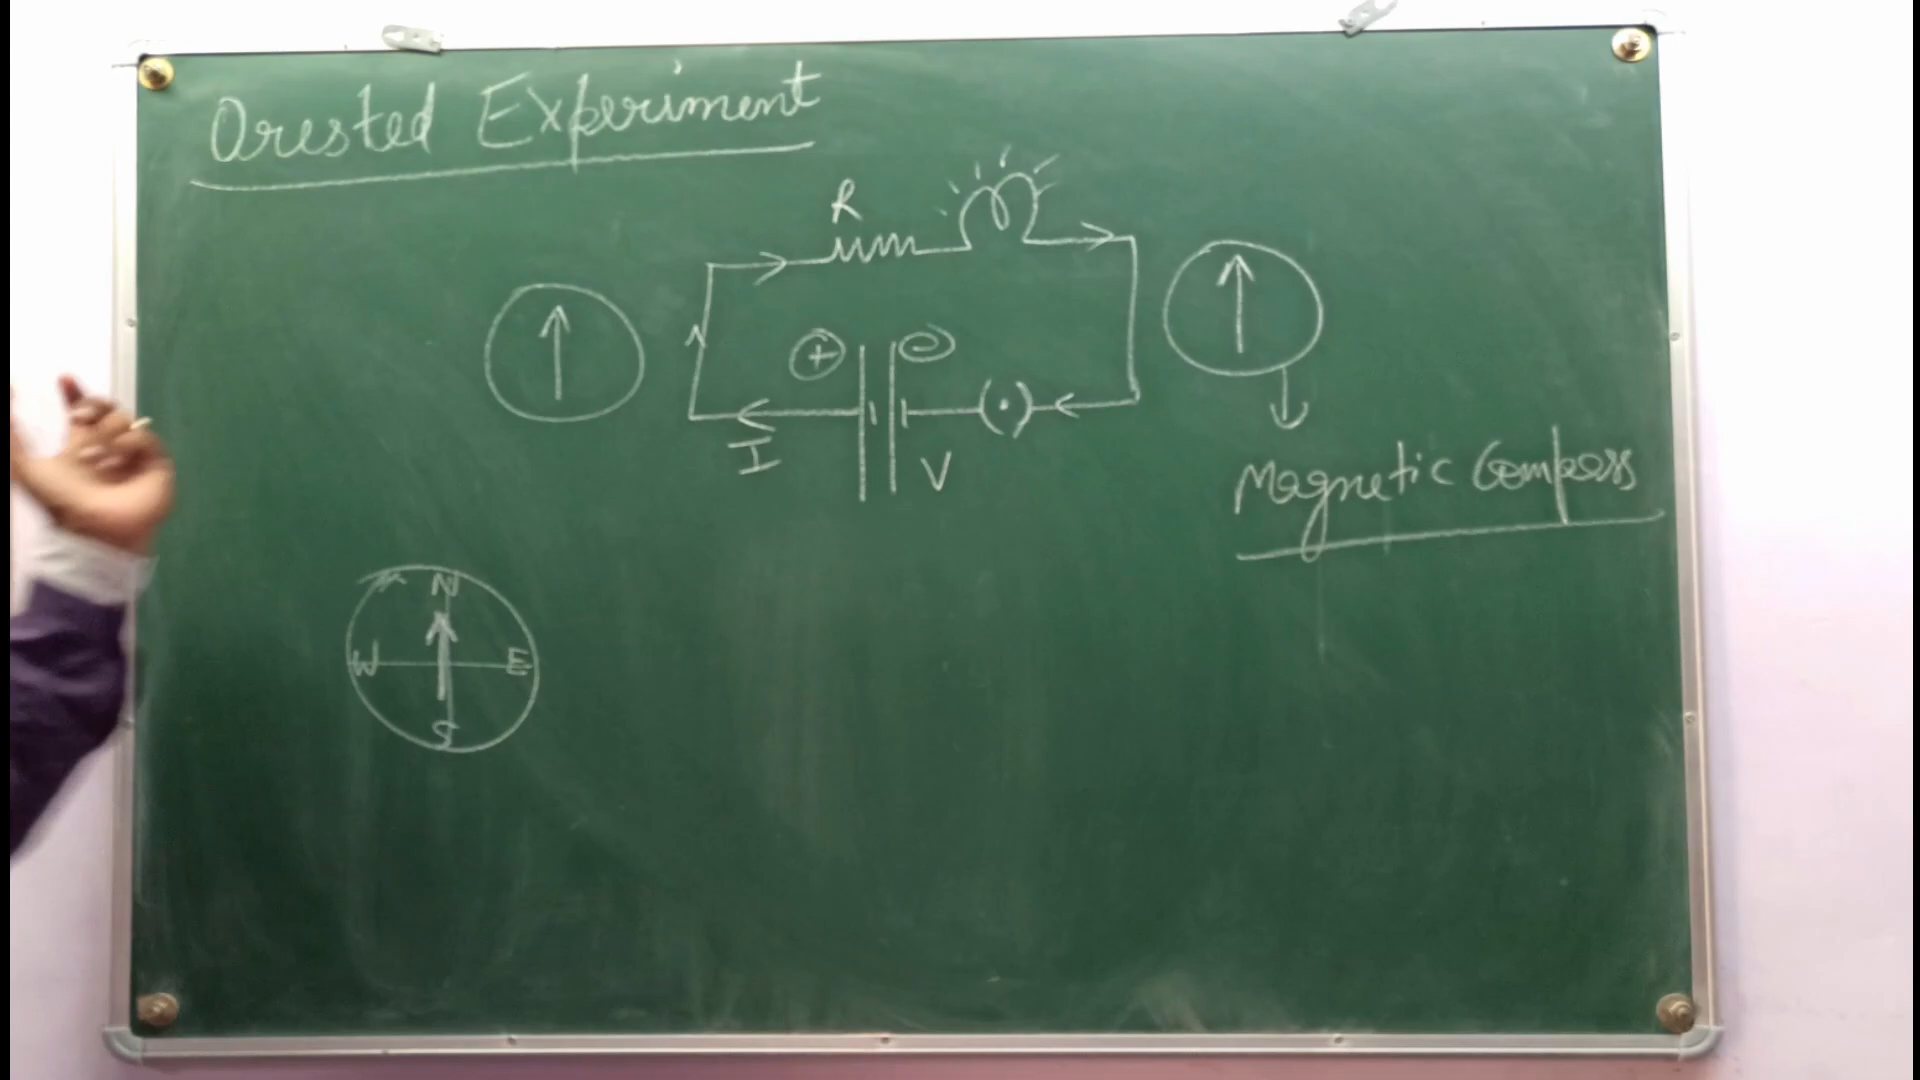 Orested Experiment
R
+ -
I V
Magnetic Compass
N
W E
S